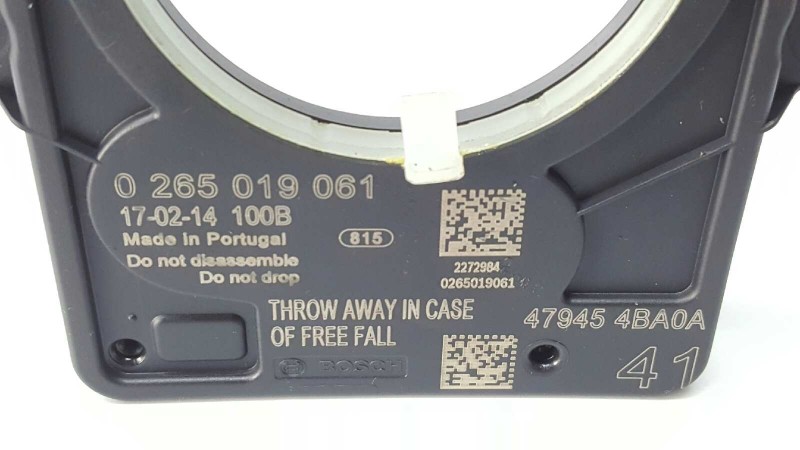 0 265 019 061
17-02-14 100B
Made in Portugal
815
Do not disassemble
Do not drop
2272984
0265019061
THROW AWAY IN CASE
OF FREE FALL
47945 4BA0A
BOSCH
41